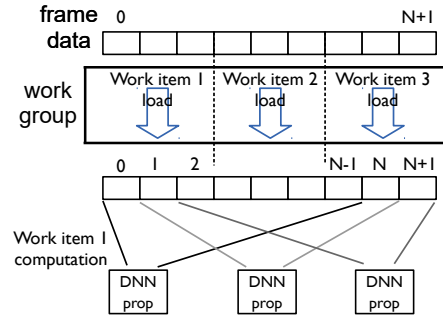 frame
data
0 N+1
work
group
Work item 1
load
Work item 2
load
Work item 3
load
0 1 2 N-1 N N+1
Work item 1
computation
DNN
prop
DNN
prop
DNN
prop